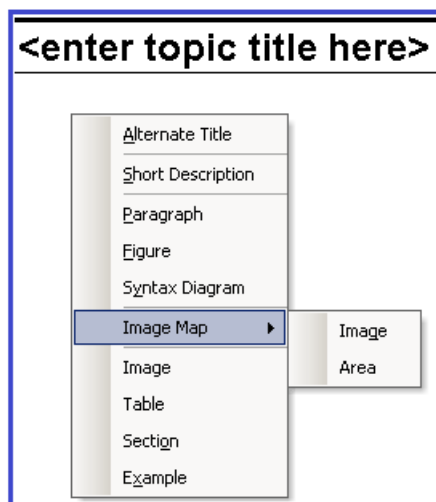 <enter topic title here>
Alternate Title
Short Description
Paragraph
Figure
Syntax Diagram
Image Map
Image
Area
Image
Table
Section
Example